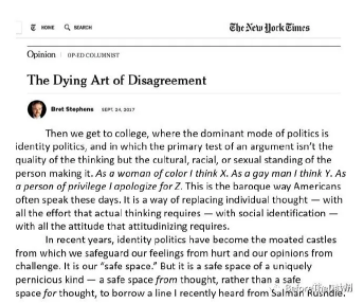 HOME SEARCH The New York Times
Opinion | OP-ED COLUMNIST
The Dying Art of Disagreement
Bret Stephens SEPT. 24, 2017
Then we get to college, where the dominant mode of politics is
identity politics, and in which the primary test of an argument isn't the
quality of the thinking but the cultural, racial, or sexual standing of the
person making it. As a woman of color I think X. As a gay man I think Y. As
a person of privilege I apologize for Z. This is the baroque way Americans
often speak these days. It is a way of replacing individual thought — with
all the effort that actual thinking requires — with social identification —
with all the attitude that attitudinizing requires.
In recent years, identity politics have become the moated castles
from which we safeguard our feelings from hurt and our opinions from
challenge. It is our "safe space." But it is a safe space of a uniquely
pernicious kind — a safe space from thought, rather than a safe
space for thought, to borrow a line I recently heard from Salman Rushdie.